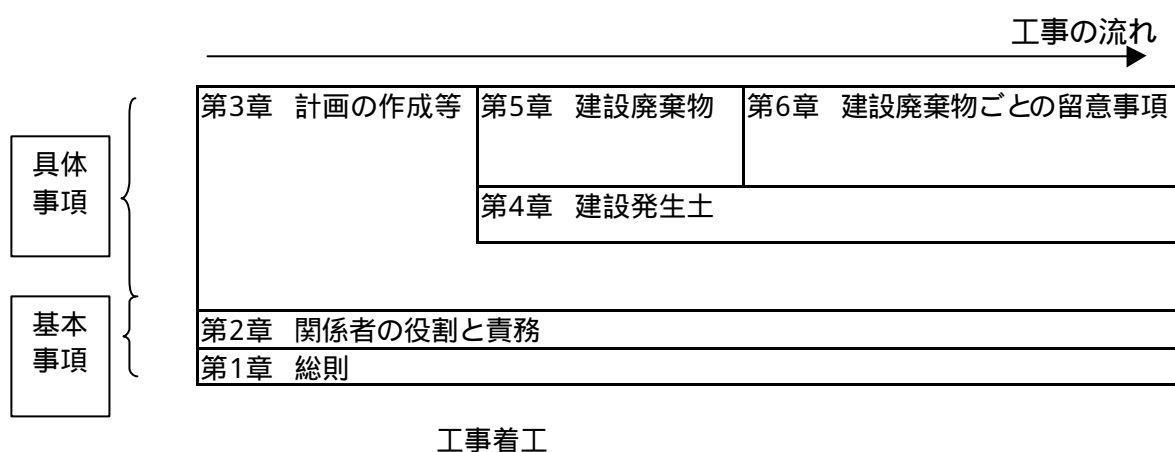 工事の流れ
第3章 計画の作成等
第5章 建設廃棄物
第6章 建設廃棄物ごとの留意事項
具体
事項
第4章 建設発生土
基本
事項
第2章 関係者の役割と責務
第1章 総則
工事着工